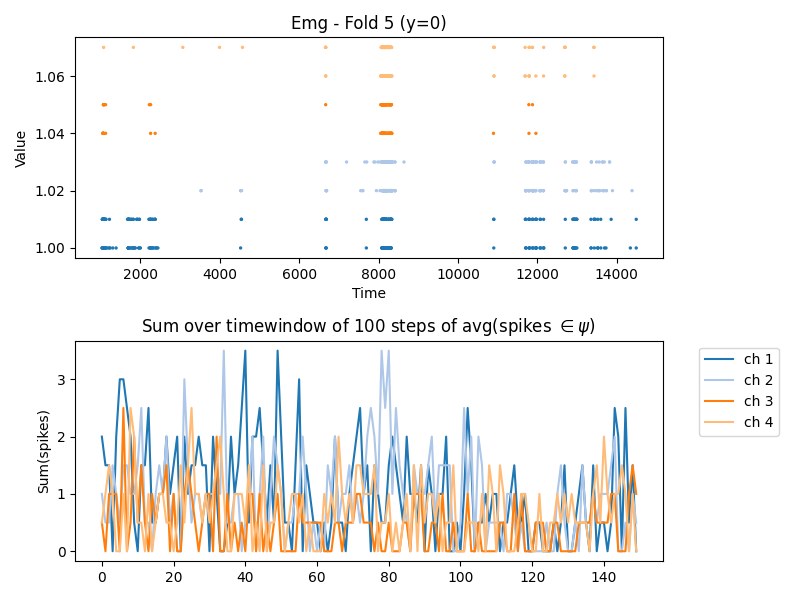 Emg - Fold 5 (y=0)
1.06
1.04
1.02
1.00
Value
2000 4000 6000 8000 10000 12000 14000
Time
Sum over timewindow of 100 steps of avg(spikes ∈ ψ)
3
2
1
0
Sum(spikes)
0 20 40 60 80 100 120 140
ch 1
ch 2
ch 3
ch 4